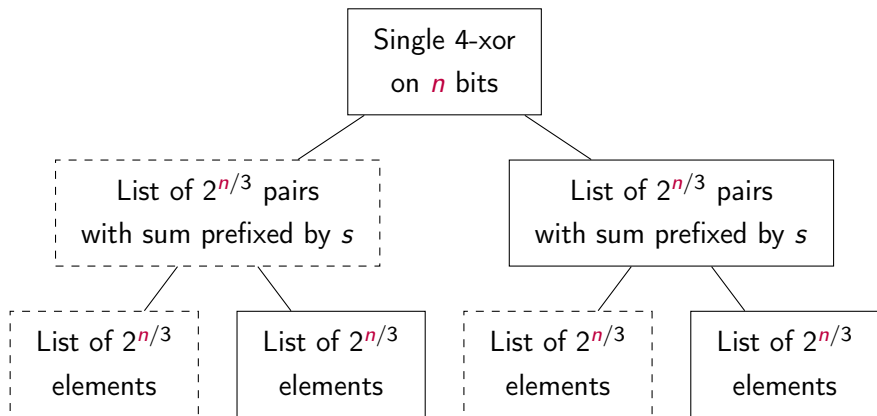 Single 4-xor
on n bits
List of 2^{n/3} pairs
with sum prefixed by s
List of 2^{n/3} pairs
with sum prefixed by s
List of 2^{n/3}
elements
List of 2^{n/3}
elements
List of 2^{n/3}
elements
List of 2^{n/3}
elements